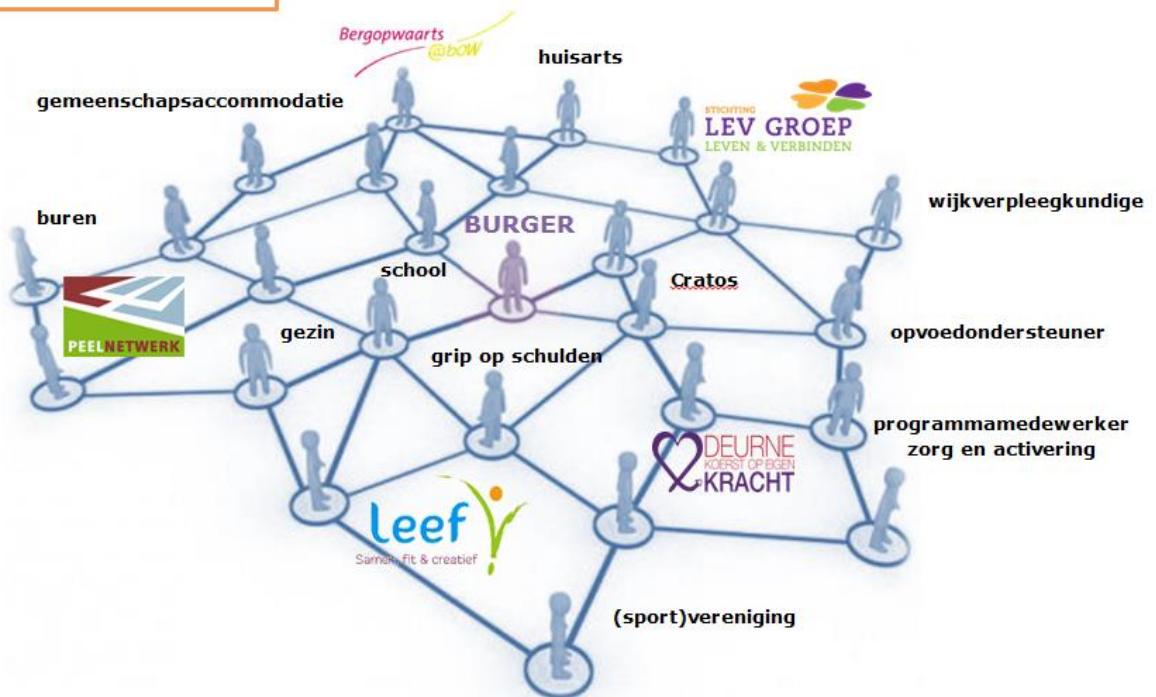 Bergopwaarts
@bOW
huisarts
gemeenschapsaccommodatie
STICHTING
LEV GROEP
LEVEN & VERBINDEN
wijkverpleegkundige
buren
BURGER
school
Cratos
PEELNETWERK
gezin
grip op schulden
opvoedondersteuner
programmamedewerker
zorg en activering
DEURNE
KOERST OP EIGEN
KRACHT
Leef
Samen, fit & creatief
(sport)vereniging